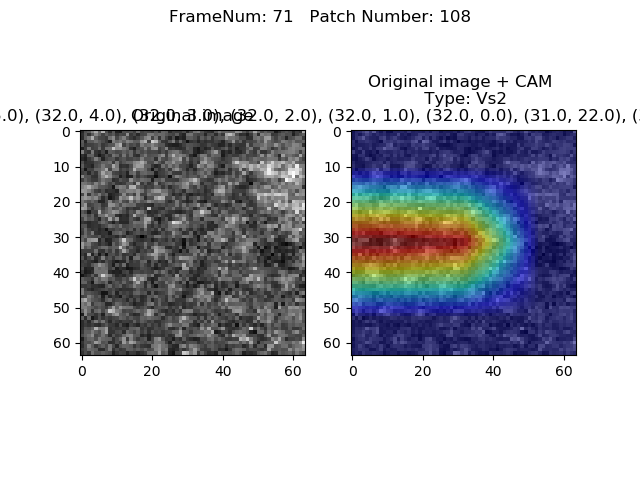 FrameNum: 71   Patch Number: 108
Original image + CAM
Type: Vs2
.0), (32.0, 4.0), (32.0, 3.0), (32.0, 2.0), (32.0, 1.0), (32.0, 0.0), (31.0, 22.0), (3
Original image
0
10
20
30
40
50
60
0 20 40 60
0
10
20
30
40
50
60
0 20 40 60